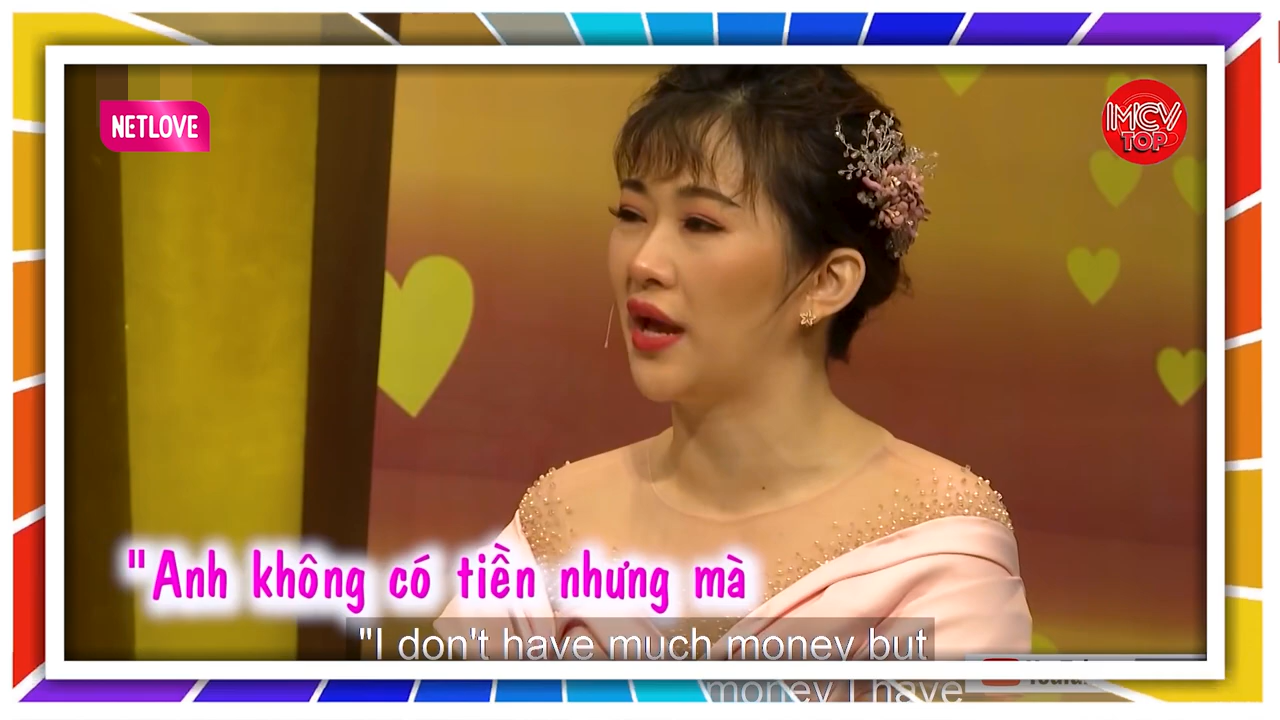 NETLOVE
MCV
TOP
"Anh không có tiền nhưng mà
"I don't have much money but
money I have